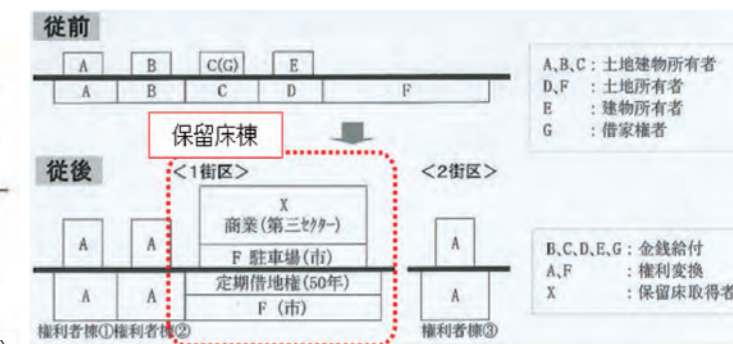 従前
A B C(G) E
A B C D F
A,B,C：土地建物所有者
D,F ：土地所有者
E ：建物所有者
G ：借家権者
保留床棟
従後
<1街区>
<2街区>
X
商業(第三セクター)
F 駐車場(市)
定期借地権(50年)
F (市)
A A A
A A A
権利者棟①権利者棟②
権利者棟③
B,C,D,E,G：金銭給付
A,F ：権利変換
X ：保留床取得者
)